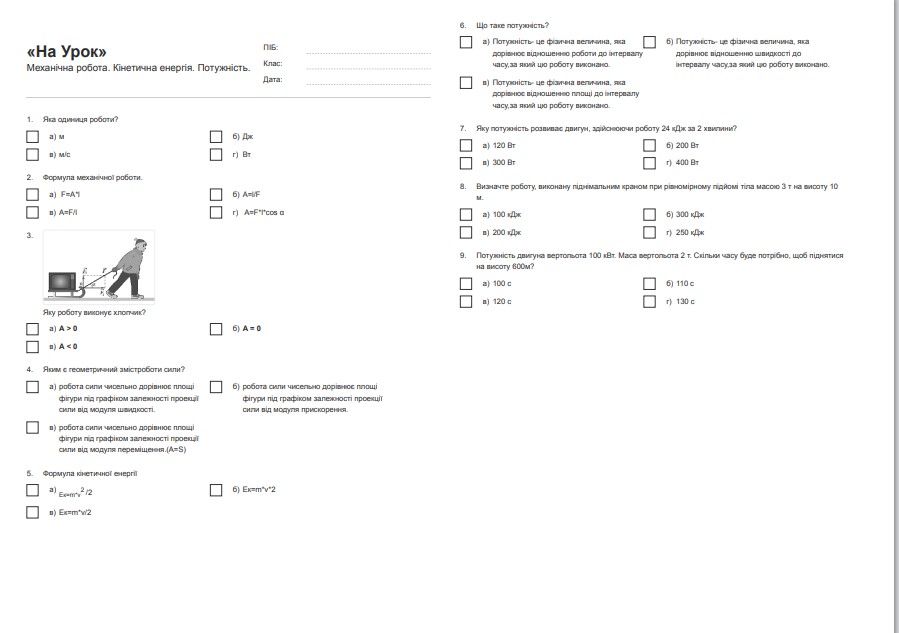 «На Урок»
Механічна робота. Кінетична енергія. Потужність.
ПІБ:
Клас:
Дата:
1. Яка одиниця роботи?
а) м
б) Дж
в) м/с
г) Вт
2. Формула механічної роботи.
а) F=A*l
б) A=l/F
в) A=F/l
г) A=F*l*cos α
3.
Яку роботу виконує хлопчик?
а) A > 0
б) A = 0
в) A < 0
4. Яким є геометричний змістроботи сили?
а) робота сили чисельно дорівнює площі
фігури під графіком залежності проекції
сили від модуля швидкості.
б) робота сили чисельно дорівнює площі
фігури під графіком залежності проекції
сили від модуля прискорення.
в) робота сили чисельно дорівнює площі
фігури під графіком залежності проекції
сили від модуля переміщення.(A=S)
5. Формула кінетичної енергії
а) Eк=m*v² /2
б) Eк=m*v*2
в) Eк=m*v/2
6. Що таке потужність?
а) Потужність- це фізична величина, яка
дорівнює відношенню роботи до інтервалу
часу,за який цю роботу виконано.
б) Потужність- це фізична величина, яка
дорівнює відношенню швидкості до
інтервалу часу,за який цю роботу виконано.
в) Потужність- це фізична величина, яка
дорівнює відношенню площі до інтервалу
часу,за який цю роботу виконано.
7. Яку потужність розвиває двигун, здійснюючи роботу 24 кДж за 2 хвилини?
а) 120 Вт
б) 200 Вт
в) 300 Вт
г) 400 Вт
8. Визначте роботу, виконану піднімальним краном при рівномірному підйомі тіла масою 3 т на висоту 10
м.
а) 100 кДж
б) 300 кДж
в) 200 кДж
г) 250 кДж
9. Потужність двигуна вертольота 100 кВт. Маса вертольота 2 т. Скільки часу буде потрібно, щоб піднятися
на висоту 600м?
а) 100 с
б) 110 с
в) 120 с
г) 130 с